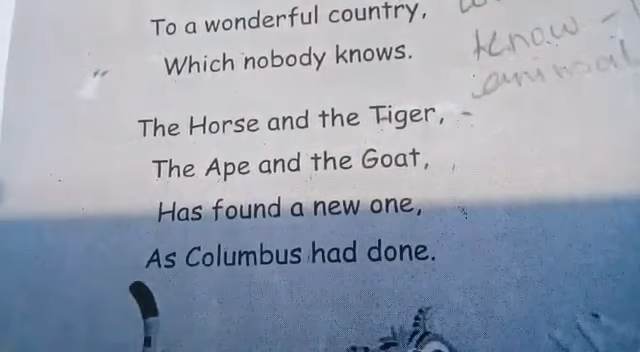 To a wonderful country,
Which nobody knows.
know -
animal
The Horse and the Tiger, -
The Ape and the Goat,
Has found a new one,
As Columbus had done.